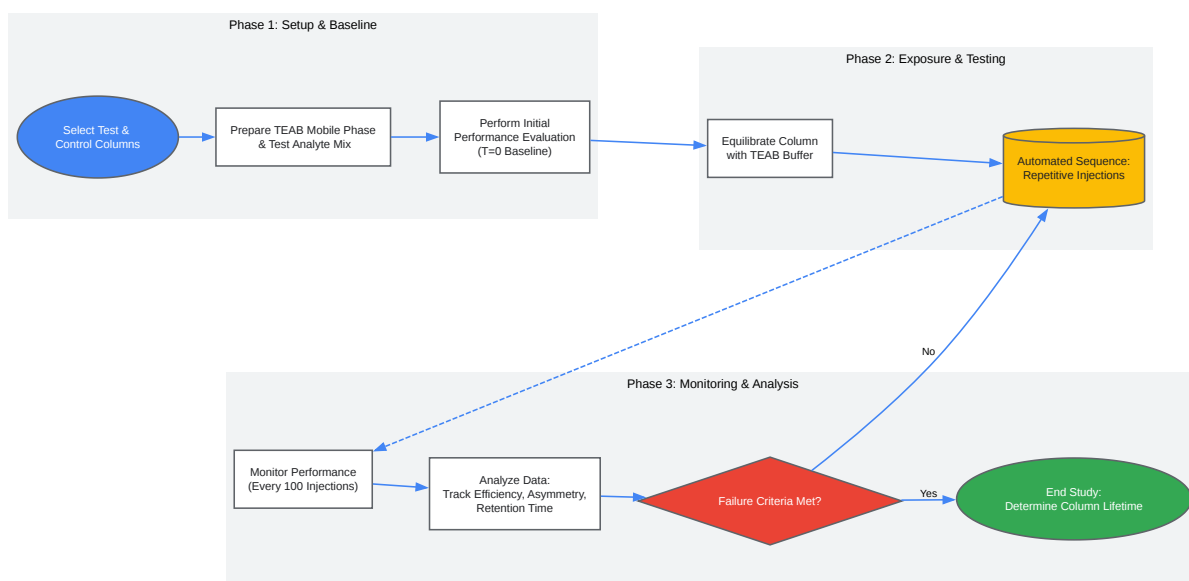 Phase 1: Setup & Baseline
Select Test &
Control Columns
Prepare TEAB Mobile Phase
& Test Analyte Mix
Perform Initial
Performance Evaluation
(T=0 Baseline)
Phase 2: Exposure & Testing
Equilibrate Column
with TEAB Buffer
Automated Sequence:
Repetitive Injections
No
Phase 3: Monitoring & Analysis
Monitor Performance
(Every 100 Injections)
Analyze Data:
Track Efficiency, Asymmetry,
Retention Time
Failure Criteria Met?
Yes
End Study:
Determine Column Lifetime